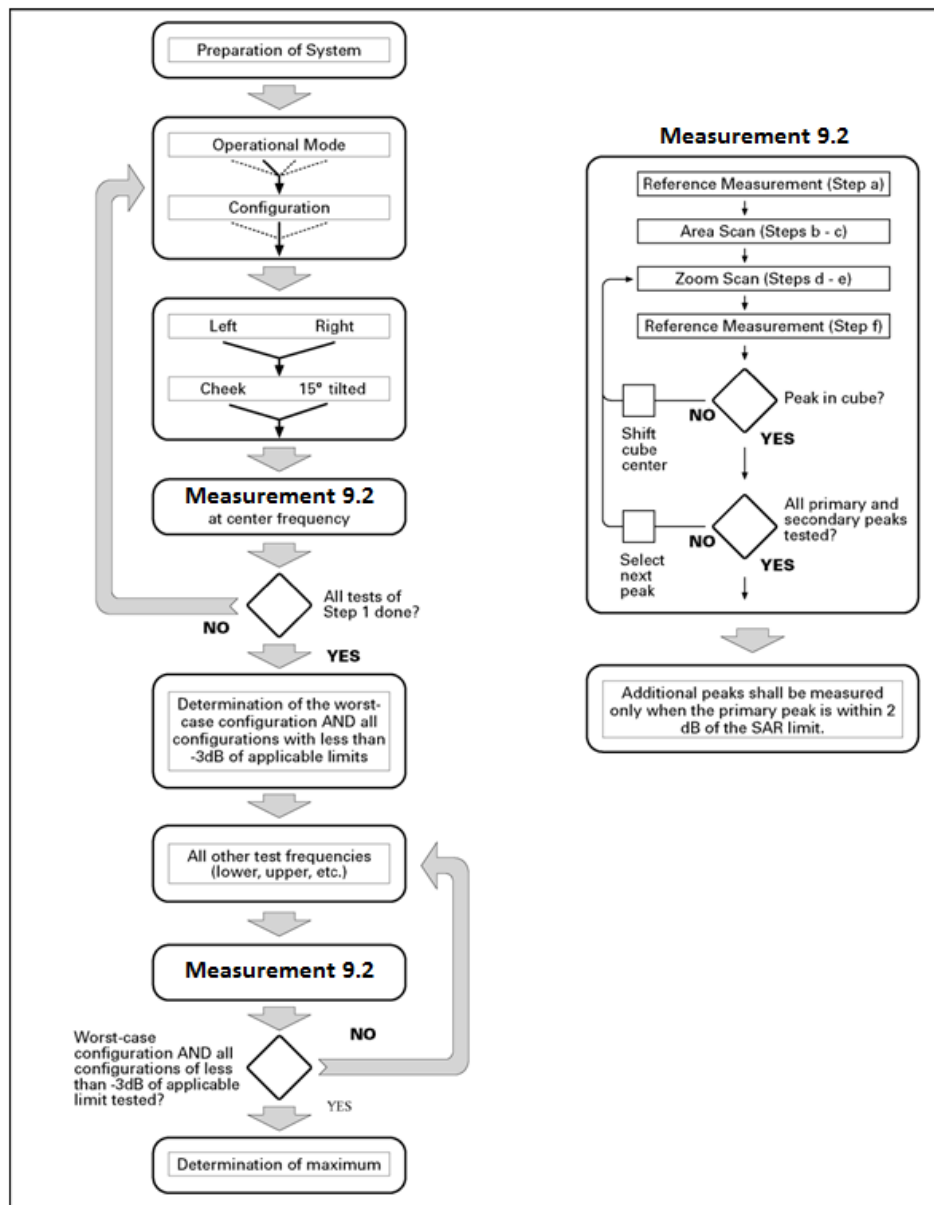 Preparation of System
Operational Mode
Configuration
Left Right
Cheek 15° tilted
Measurement 9.2
at center frequency
All tests of
Step 1 done?
NO
YES
Determination of the worst-
case configuration AND all
configurations with less than
-3dB of applicable limits
All other test frequencies
(lower, upper, etc.)
Measurement 9.2
Worst-case
configuration AND all
configurations of less
than -3dB of applicable
limit tested?
NO
YES
Determination of maximum
Measurement 9.2
Reference Measurement (Step a)
Area Scan (Steps b - c)
Zoom Scan (Steps d - e)
Reference Measurement (Step f)
Peak in cube?
NO
YES
Shift
cube
center
All primary and
secondary peaks
tested?
NO
YES
Select
next
peak
Additional peaks shall be measured
only when the primary peak is within 2
dB of the SAR limit.